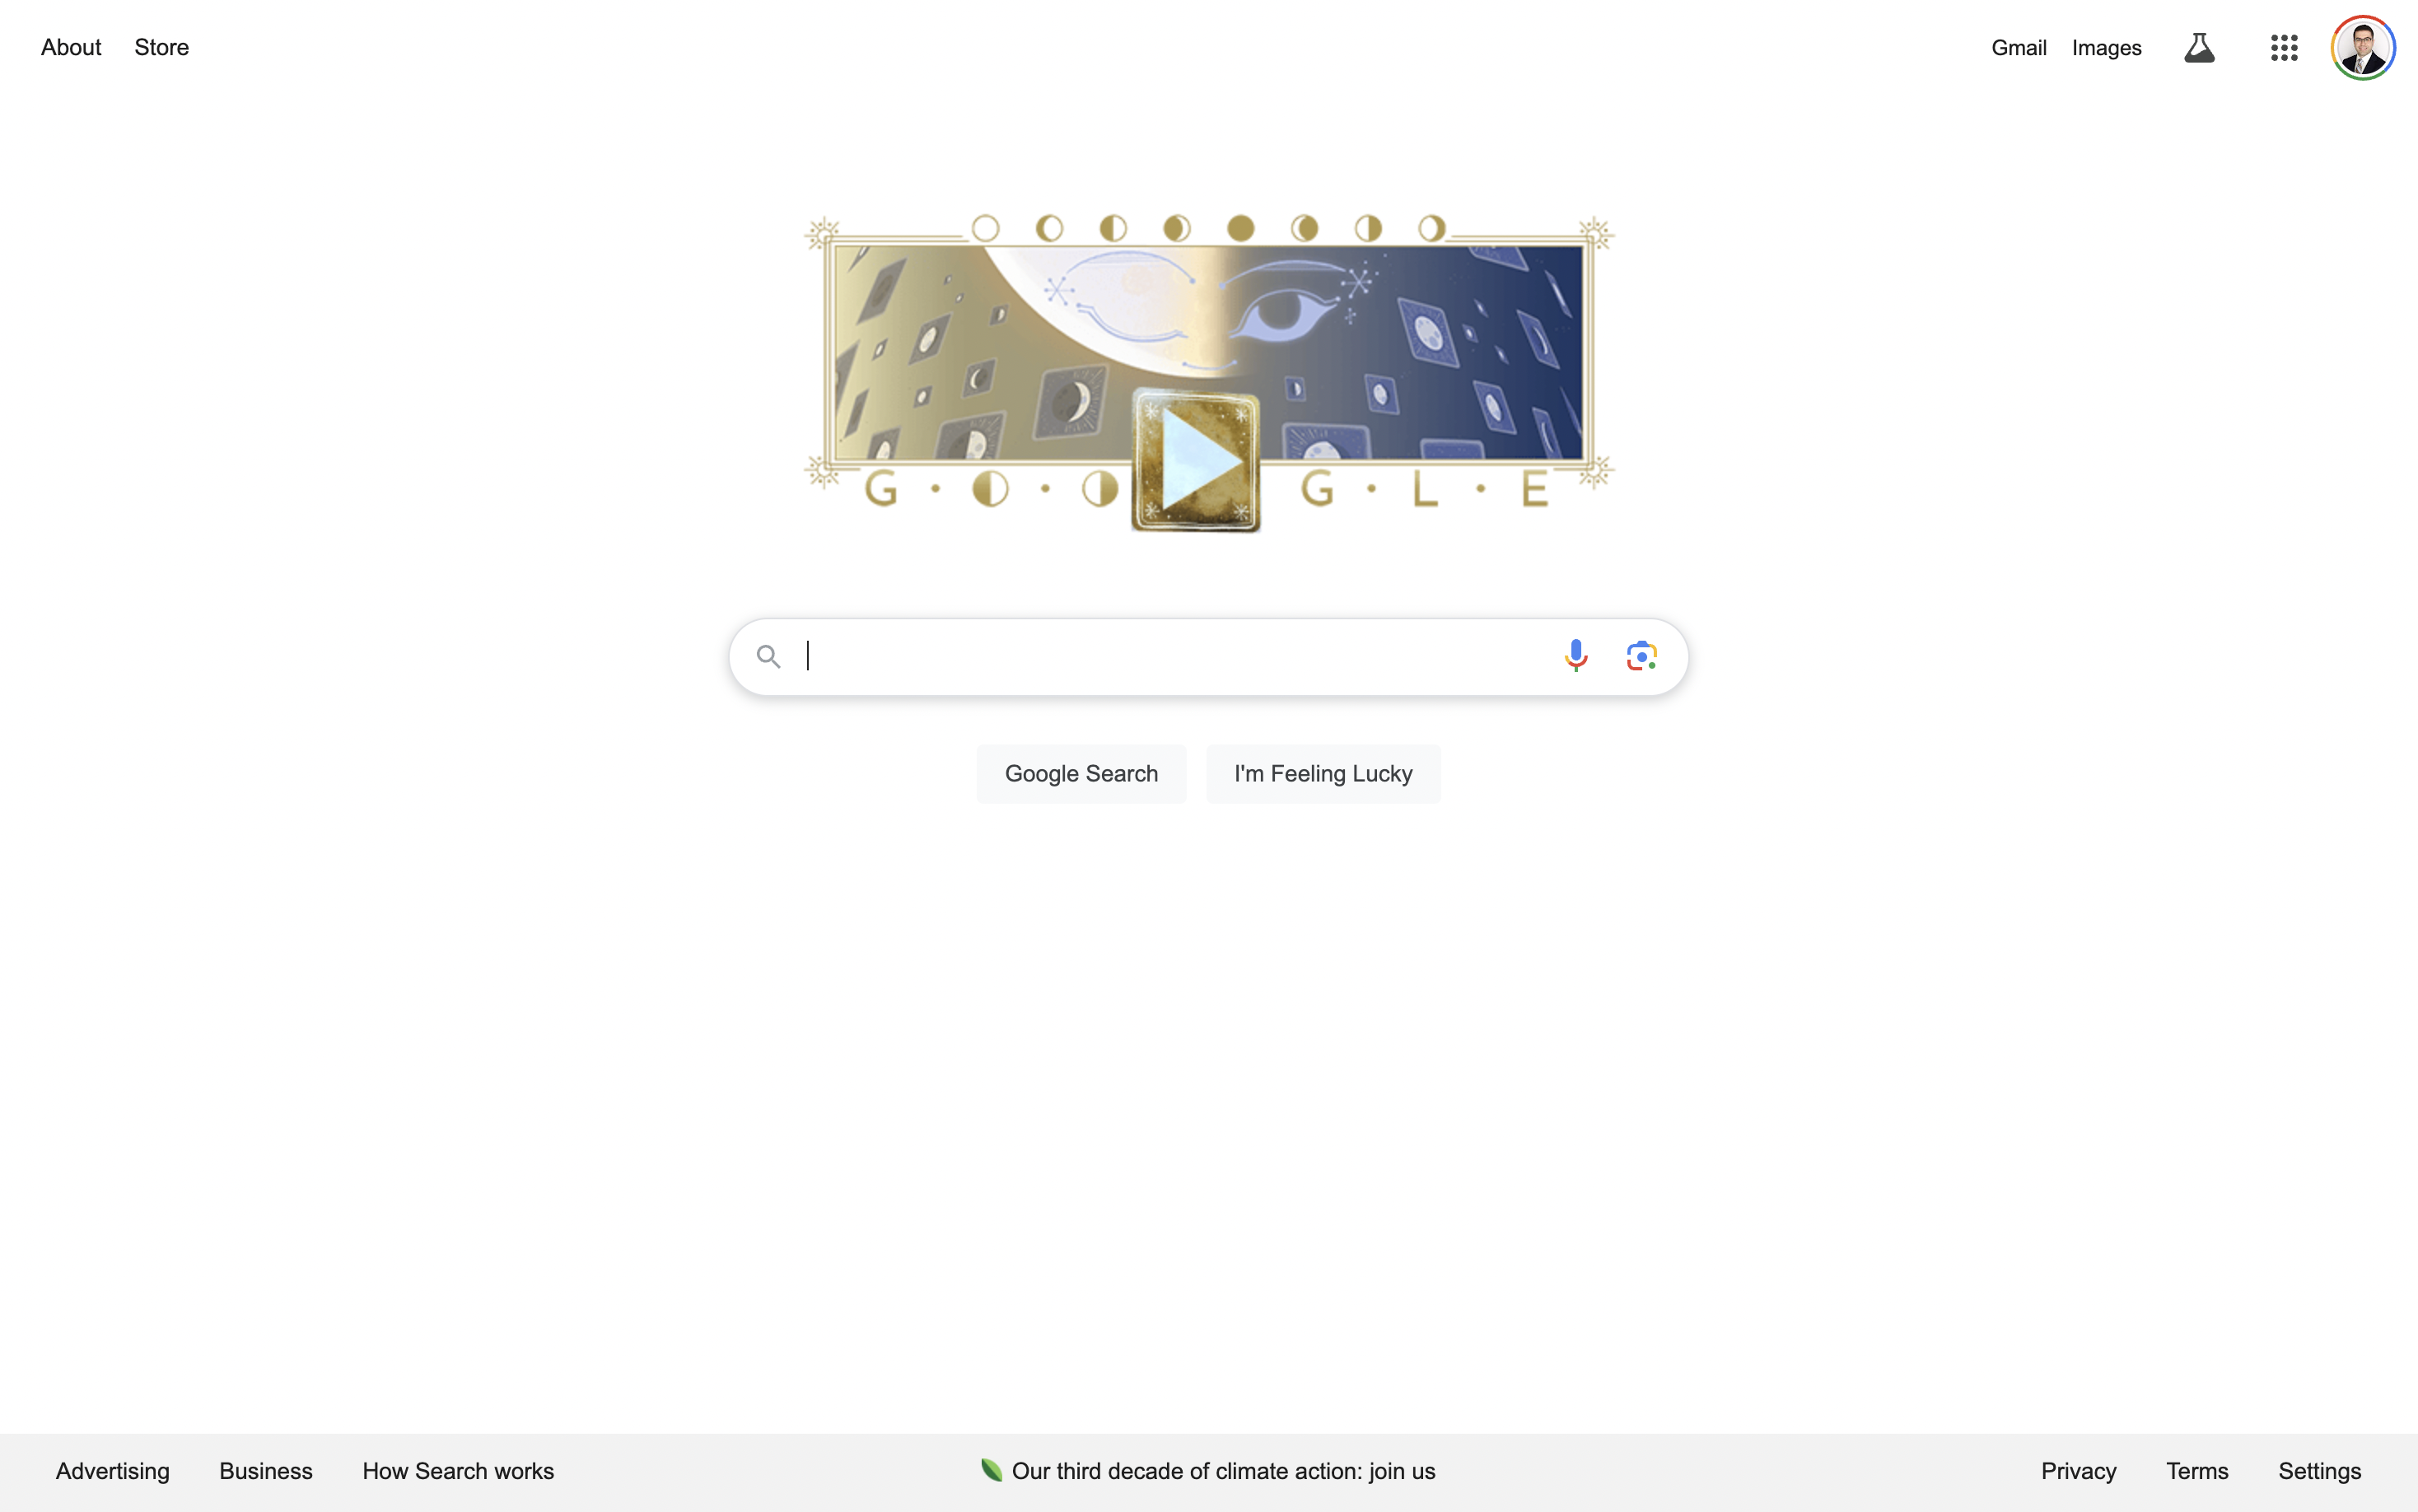 About Store
Gmail Images
G · O · O G · L · E
Google Search I'm Feeling Lucky
Advertising Business How Search works
Our third decade of climate action: join us
Privacy Terms Settings